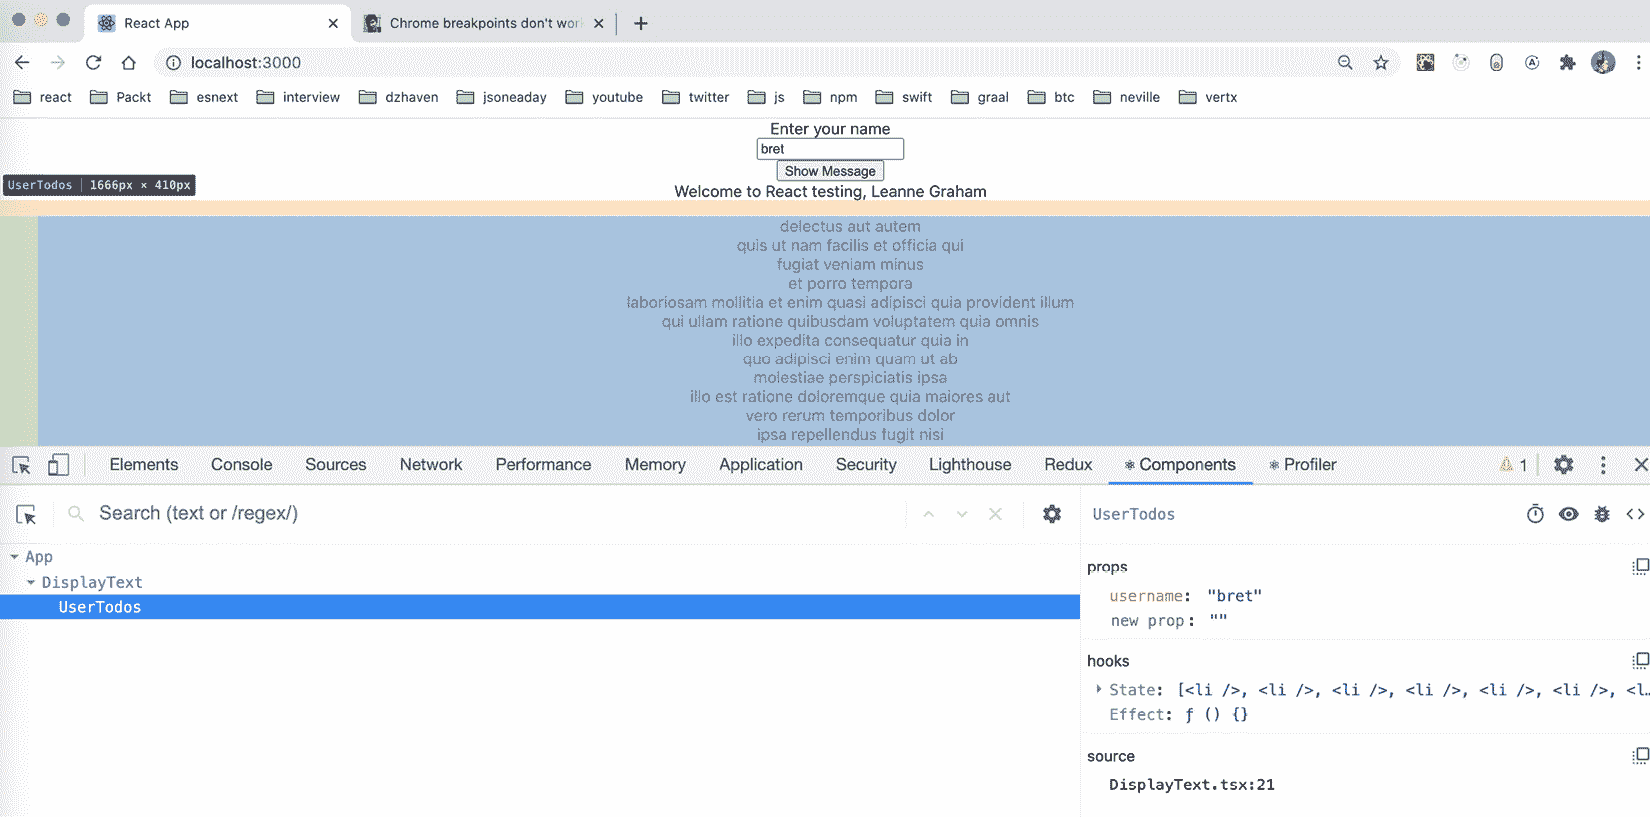 React App
Chrome breakpoints don't wor
localhost:3000
react Packt esnext interview dzhaven jsoneaday youtube twitter js npm swift graal btc neville vertx
Enter your name
bret
Show Message
UserTodos 1666px × 410px
Welcome to React testing, Leanne Graham
delectus aut autem
quis ut nam facilis et officia qui
fugiat veniam minus
et porro tempora
laboriosam mollitia et enim quasi adipisci quia provident illum
qui ullam ratione quibusdam voluptatem quia omnis
illo expedita consequatur quia in
quo adipisci enim quam ut ab
molestiae perspiciatis ipsa
illo est ratione doloremque quia maiores aut
vero rerum temporibus dolor
ipsa repellendus fugit nisi
Elements Console Sources Network Performance Memory Application Security Lighthouse Redux Components Profiler 1
Search (text or /regex/)
App
DisplayText
UserTodos
UserTodos
props
username: "bret"
new prop: ""
hooks
State: [<li />, <li />, <li />, <li />, <li />, <li />, <l…
Effect: ƒ () {}
source
DisplayText.tsx:21